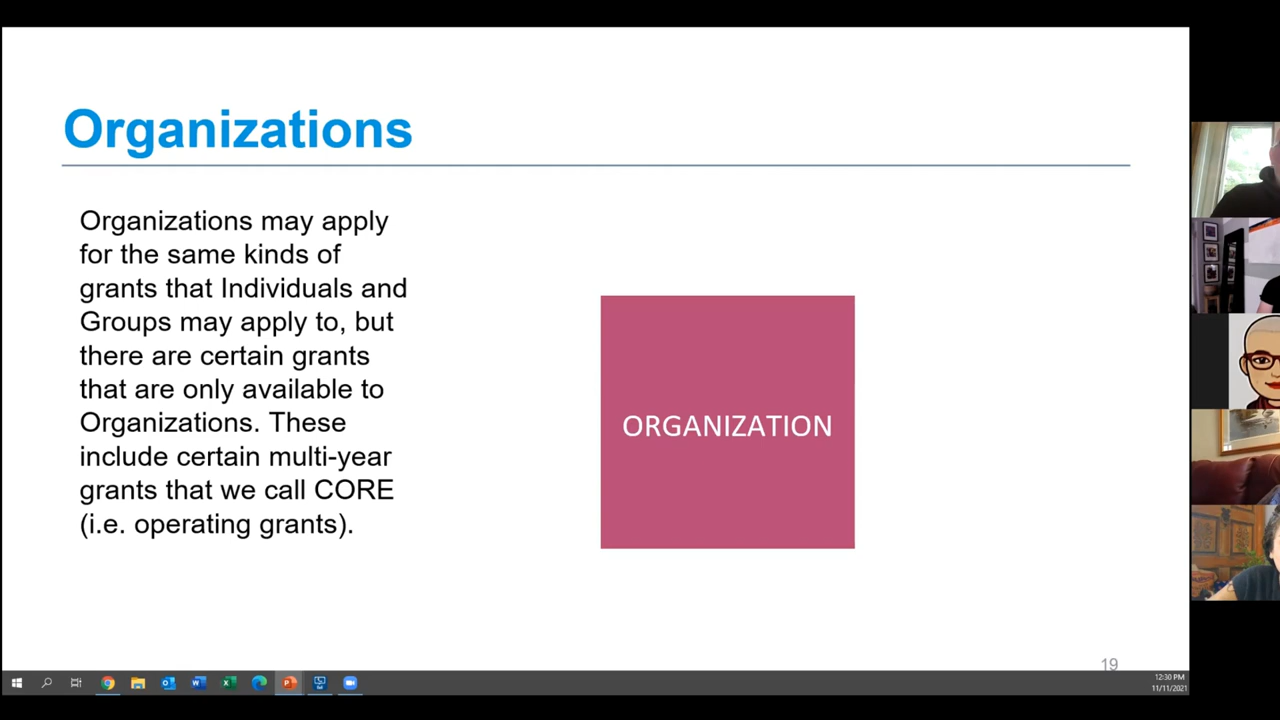 Organizations
Organizations may apply
for the same kinds of
grants that Individuals and
Groups may apply to, but
there are certain grants
that are only available to
Organizations. These
include certain multi-year
grants that we call CORE
(i.e. operating grants).
ORGANIZATION
19
12:30 PM
11/11/2021